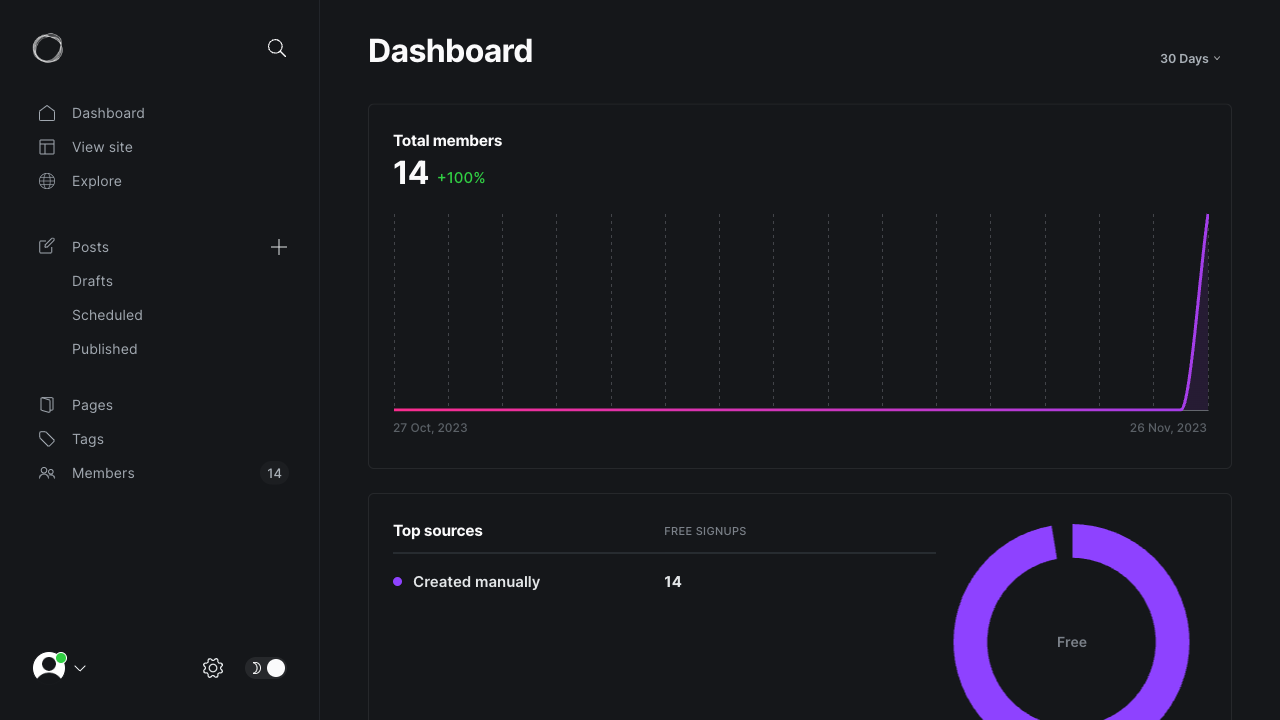 Dashboard
View site
Explore
Posts
Drafts
Scheduled
Published
Pages
Tags
Members 14
Dashboard
30 Days
Total members
14 +100%
27 Oct, 2023 26 Nov, 2023
Top sources FREE SIGNUPS
Created manually 14
Free